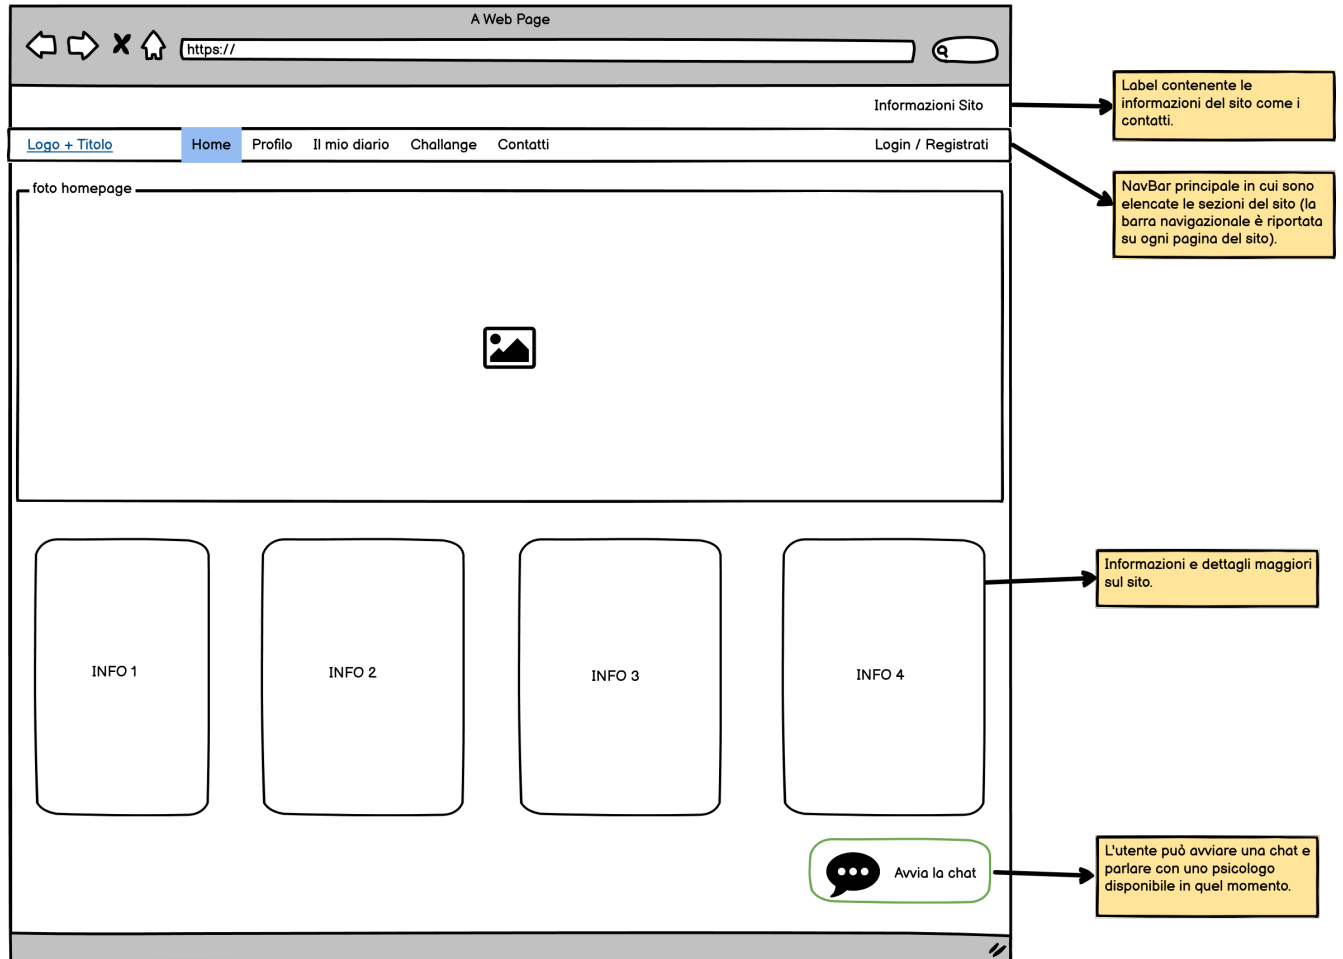 A Web Page
https://
Informazioni Sito
Label contenente le
informazioni del sito come i
contatti.
Logo + Titolo
Home
Profilo
Il mio diario
Challange
Contatti
Login / Registrati
NavBar principale in cui sono
elencate le sezioni del sito (la
barra navigazionale è riportata
su ogni pagina del sito).
foto homepage
Informazioni e dettagli maggiori
sul sito.
INFO 1
INFO 2
INFO 3
INFO 4
L'utente può avviare una chat e
parlare con uno psicologo
disponibile in quel momento.
Avvia la chat